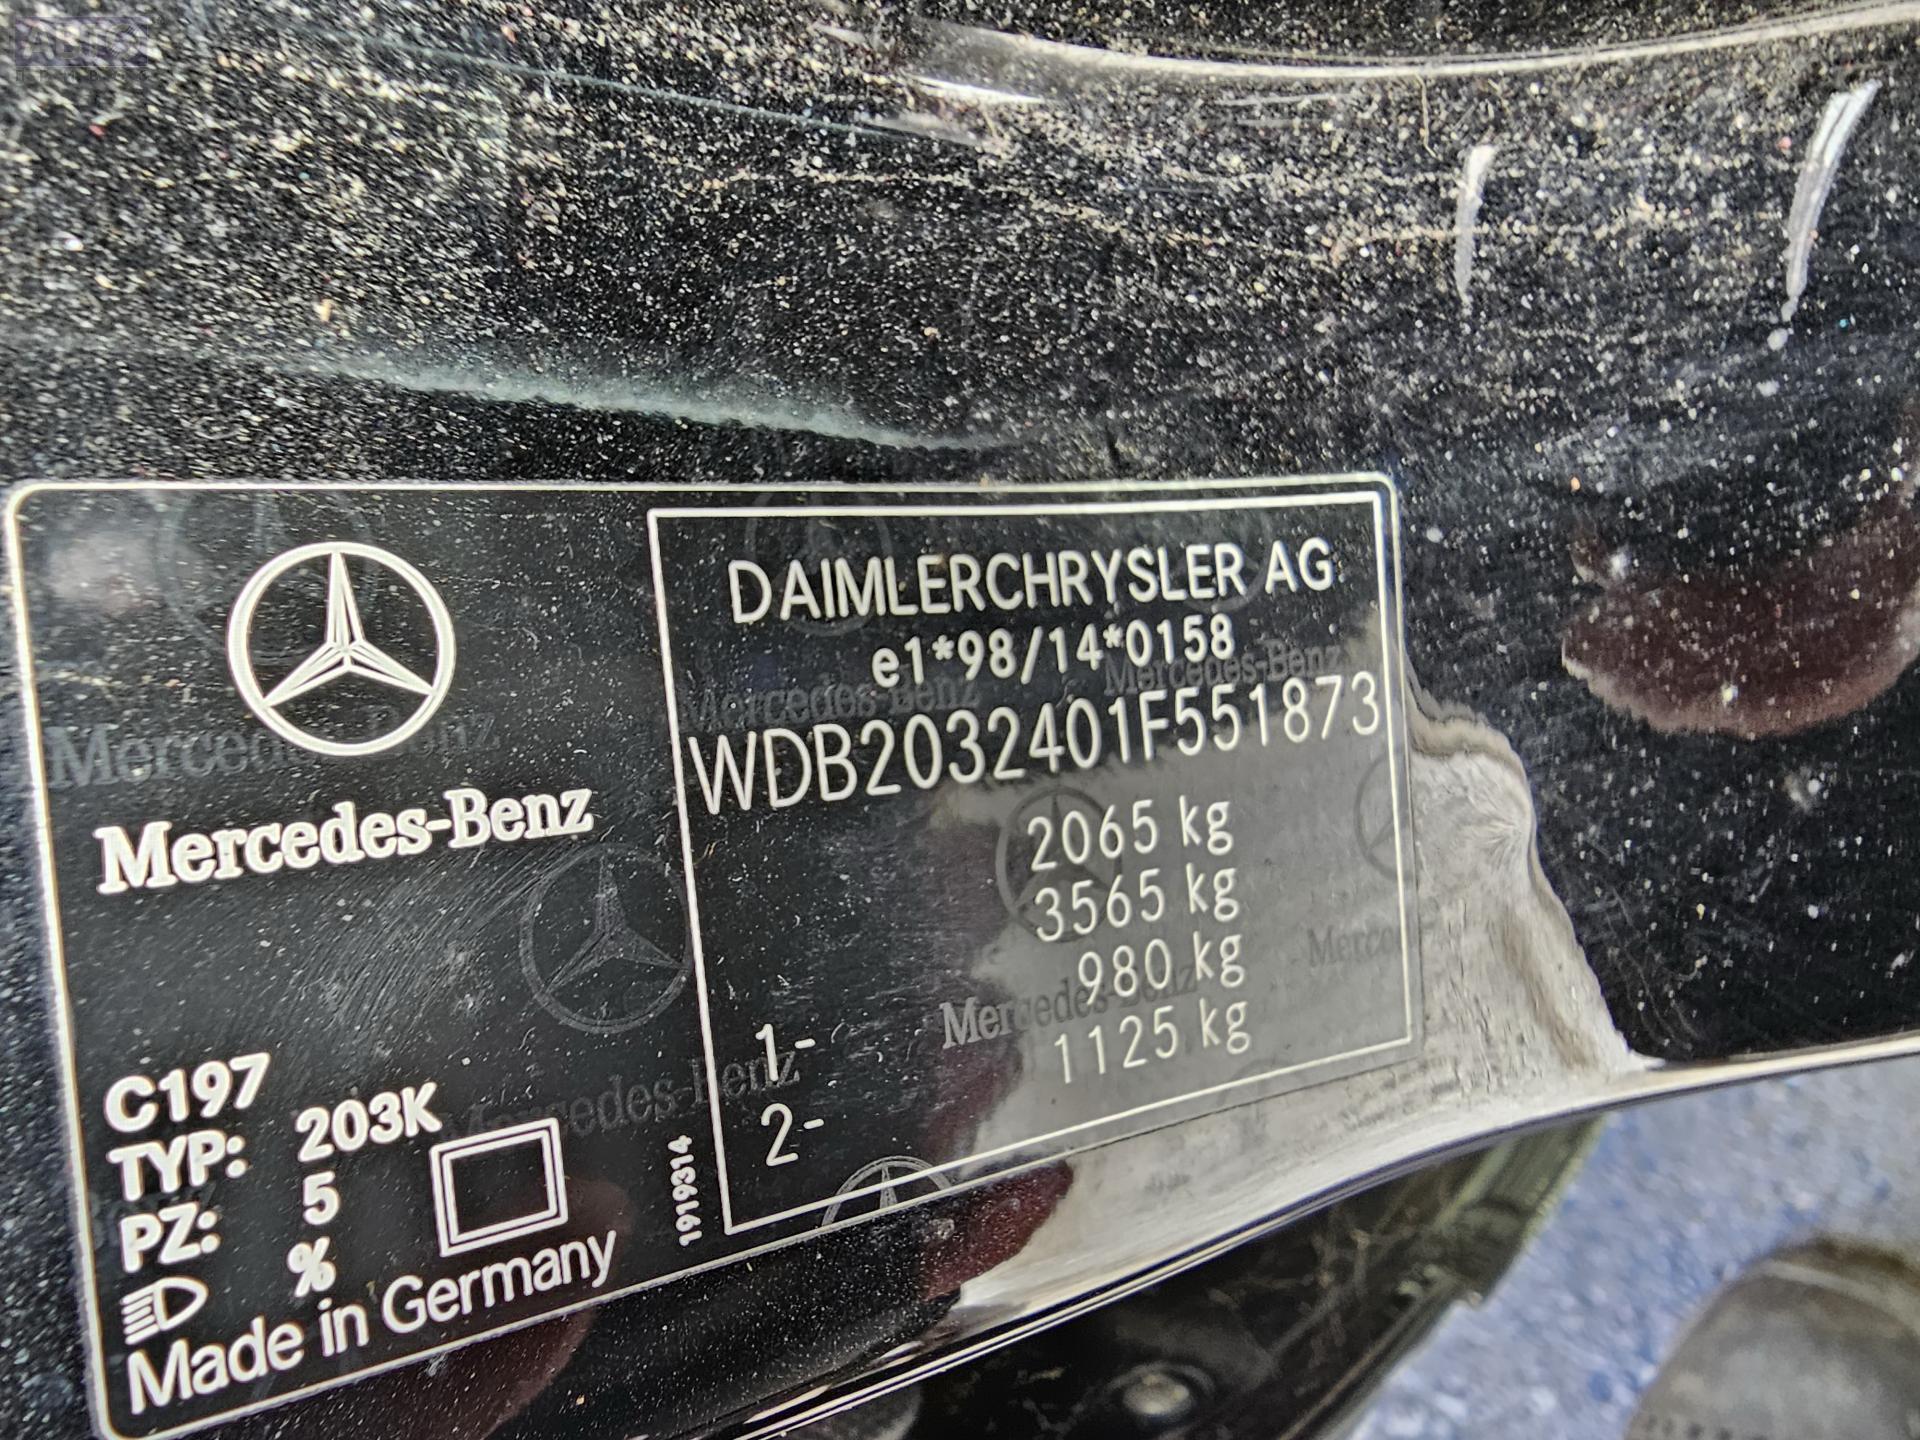 Mercedes-Benz
C197
TYP: 203K
PZ: 5
%
Made in Germany
1919314
DAIMLERCHRYSLER AG
e1*98/14*0158
WDB2032401F551873
2065 kg
3565 kg
1- 980 kg
2- 1125 kg